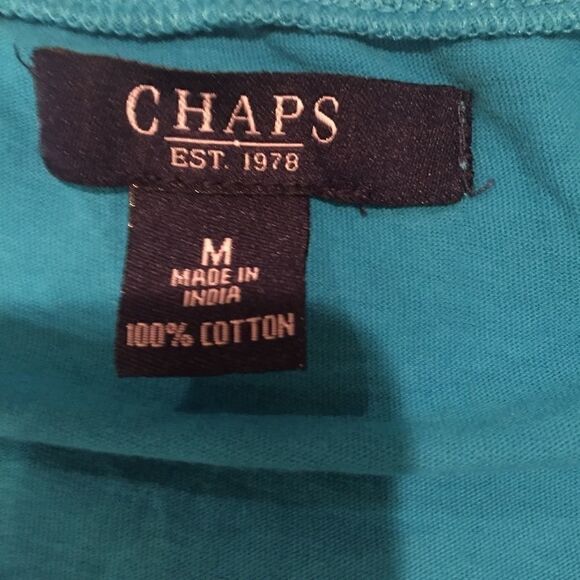 CHAPS
EST. 1978
M
MADE IN
INDIA
100% COTTON